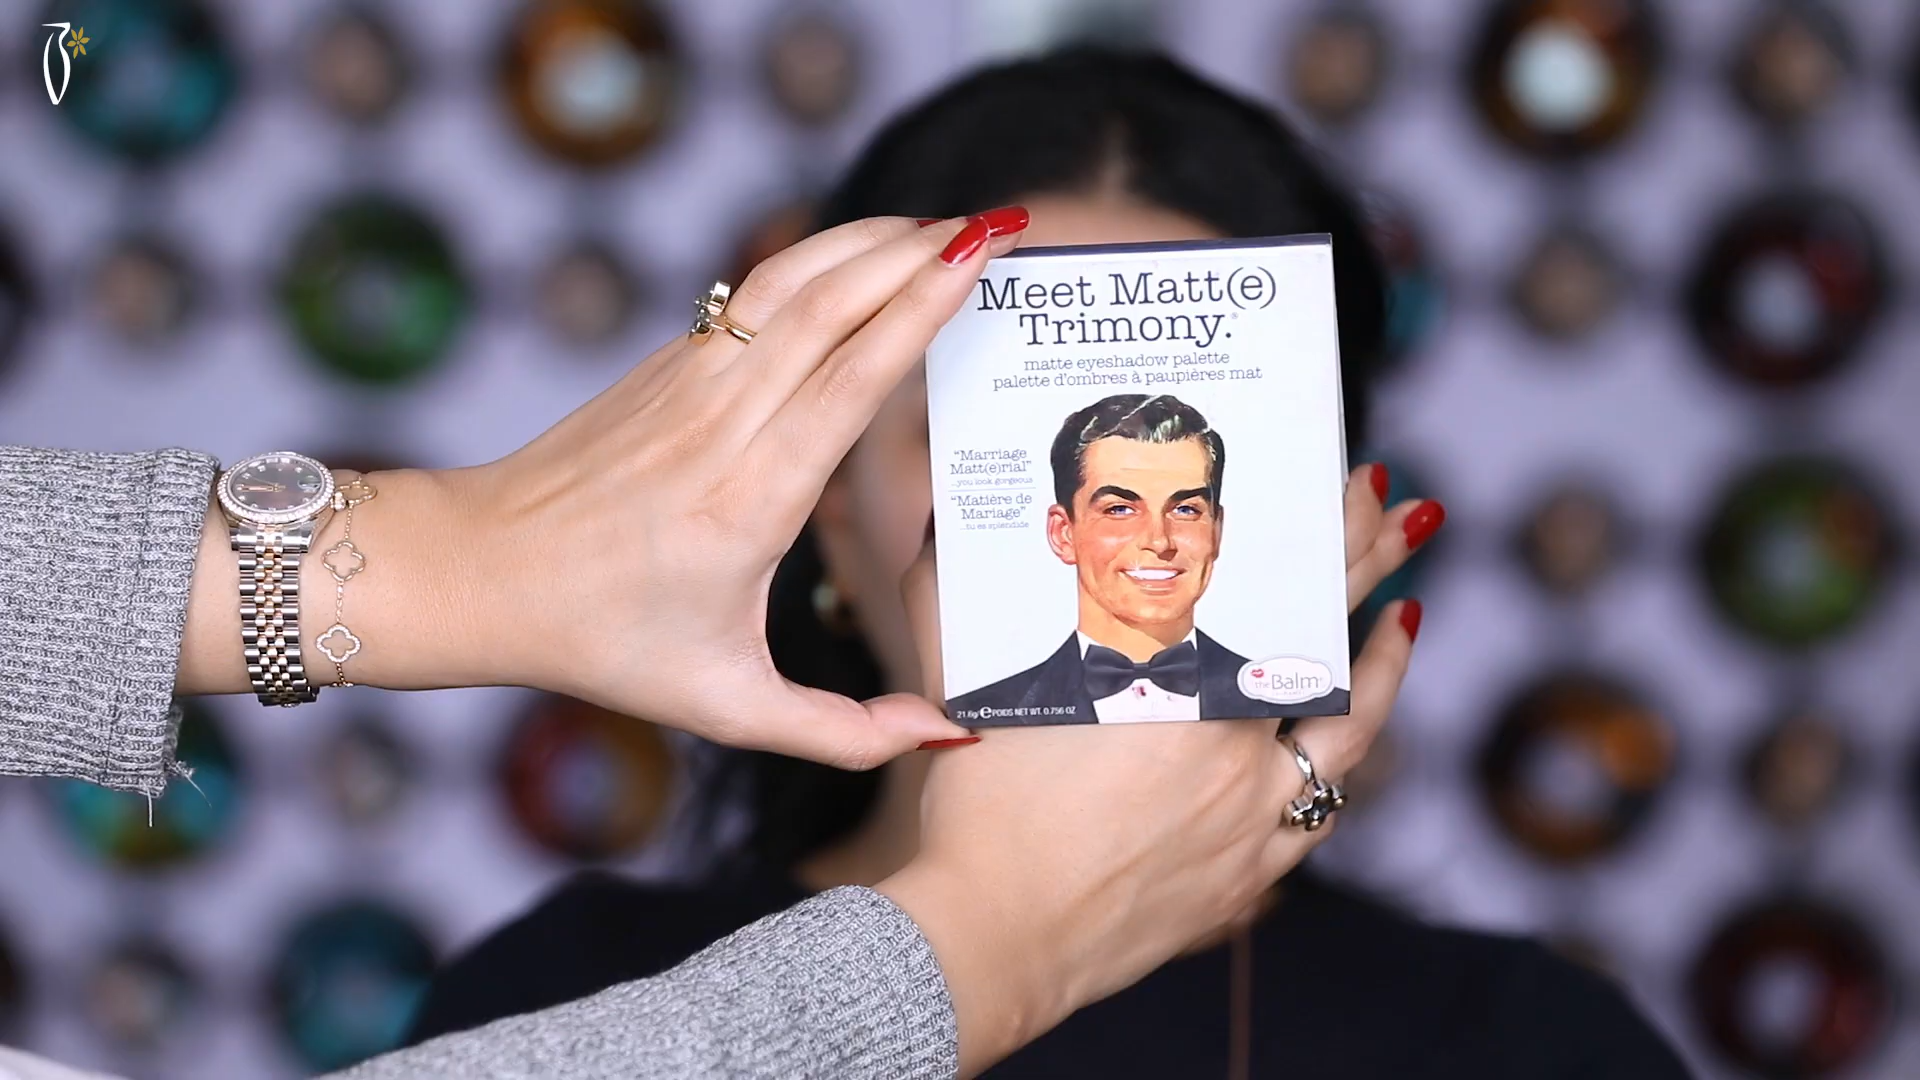 Meet Matt(e)
Trimony.®
matte eyeshadow palette
palette d'ombres à paupières mat
“Marriage
Matt(e)rial”
...you look gorgeous
“Matière de
Mariage”
...tu es splendide
theBalm®
21.6g/℮POIDS NET WT. 0.756 OZ